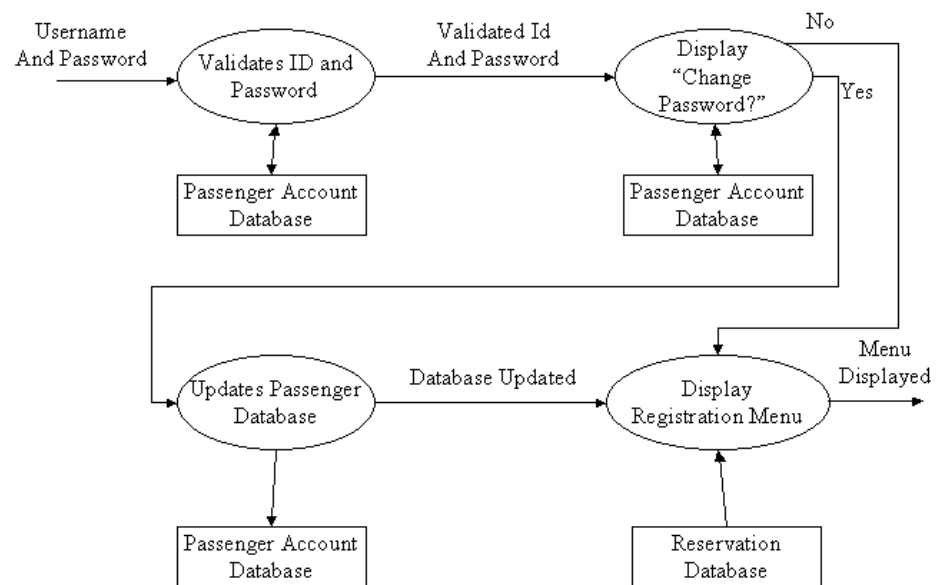 Username
And Password
Validates ID and
Password
Validated Id
And Password
Display
“Change
Password?”
No
Yes
Passenger Account
Database
Passenger Account
Database
Updates Passenger
Database
Database Updated
Display
Registration Menu
Menu
Displayed
Passenger Account
Database
Reservation
Database